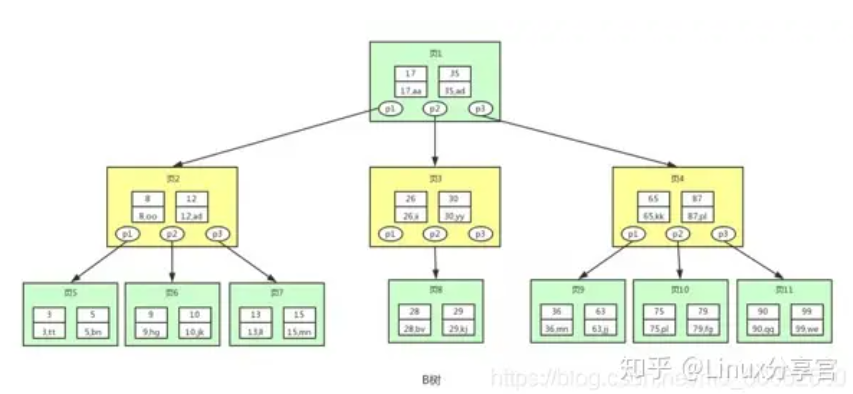 页1
17 35
17,aa 35,ad
p1 p2 p3
页2 页3 页4
8 12 26 30 65 87
8,oo 12,ad 26,ii 30,yy 65,kk 87,pl
p1 p2 p3 p1 p2 p3 p1 p2 p3
页5 页6 页7 页8 页9 页10 页11
3 5 9 10 13 15 28 29 36 63 75 79 90 99
3,tt 5,bn 9,hg 10,jk 13,ll 15,mn 28,bv 29,kj 36,mn 63,jj 75,pl 79,fg 90,qq 99,we
知乎 @Linux分享官
B树